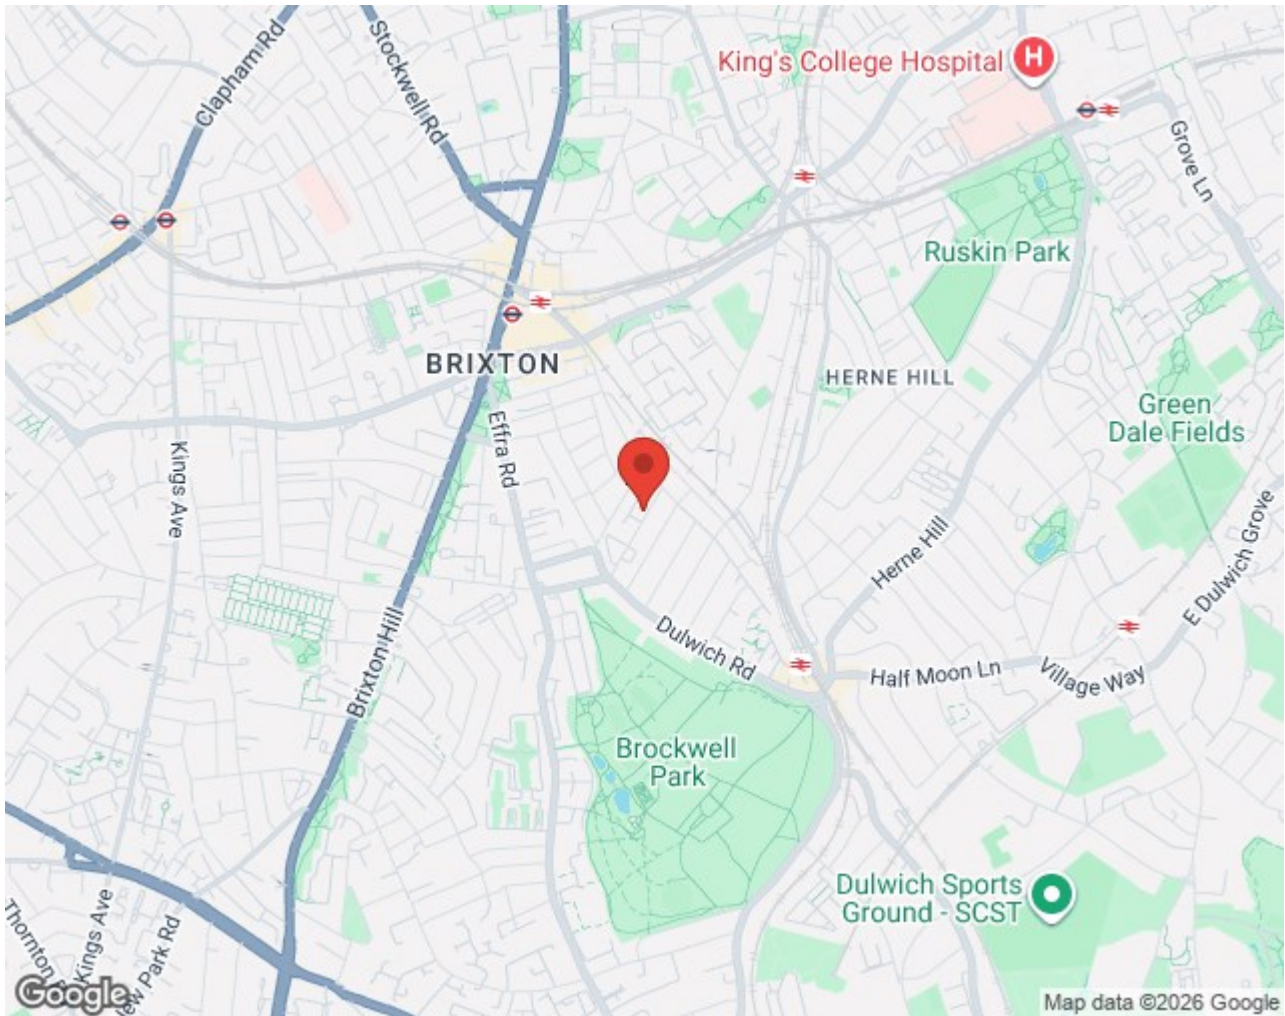 Clapham Rd
Stockwell Rd
King's College Hospital
H
Grove Ln
Ruskin Park
BRIXTON
HERNE HILL
Green
Dale Fields
Effra Rd
Kings Ave
Herne Hill
E Dulwich Grove
Brixton Hill
Dulwich Rd
Half Moon Ln
Village Way
Brockwell
Park
Dulwich Sports
Ground - SCST
Kings Ave
New Park Rd
Thornton
Google
Map data ©2026 Google